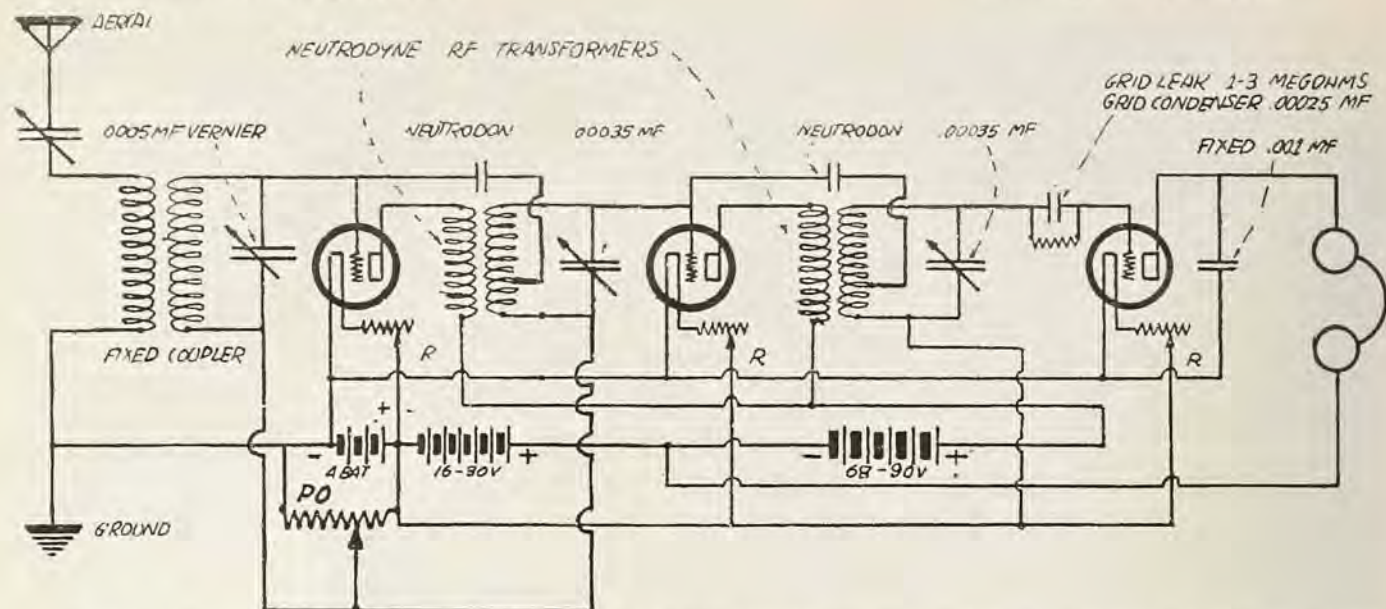 AERIAL
NEUTRODYNE RF TRANSFORMERS
GRID LEAK 1-3 MEGOHMS
GRID CONDENSER .00025 MF
.0005 MF VERNIER
NEUTRODON
.00035 MF
NEUTRODON
.00035 MF
FIXED .001 MF
FIXED COUPLER
R
R
R
+ -
- A BAT
16-30V +
- 68-90V +
PO
GROUND